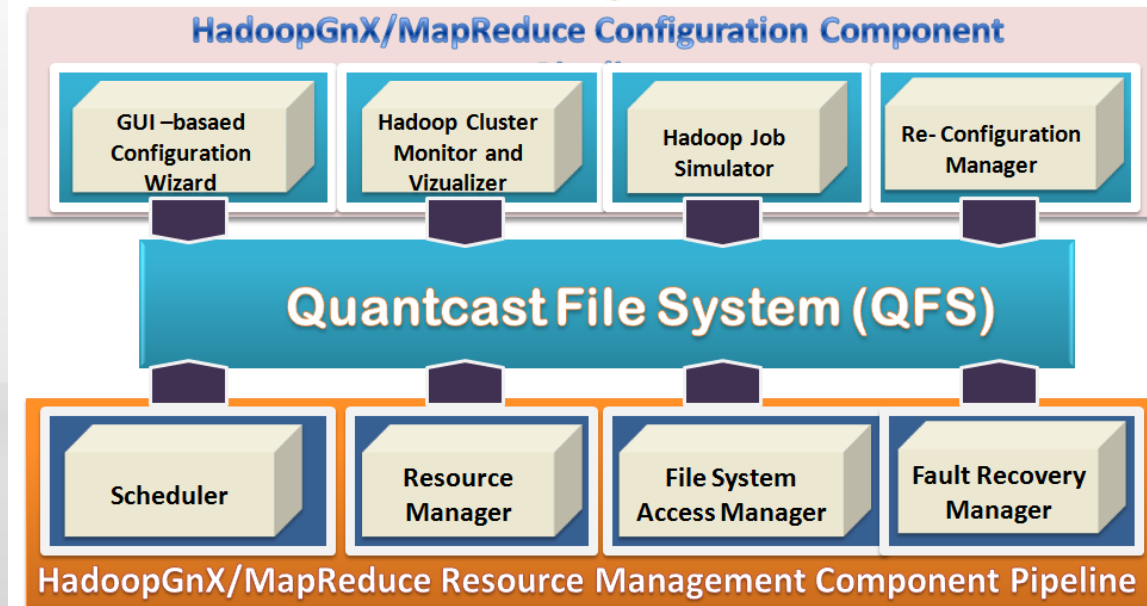 HadoopGnX/MapReduce Configuration Component
GUI –basaed
Configuration
Wizard
Hadoop Cluster
Monitor and
Vizualizer
Hadoop Job
Simulator
Re- Configuration
Manager
Quantcast File System (QFS)
Scheduler
Resource
Manager
File System
Access Manager
Fault Recovery
Manager
HadoopGnX/MapReduce Resource Management Component Pipeline